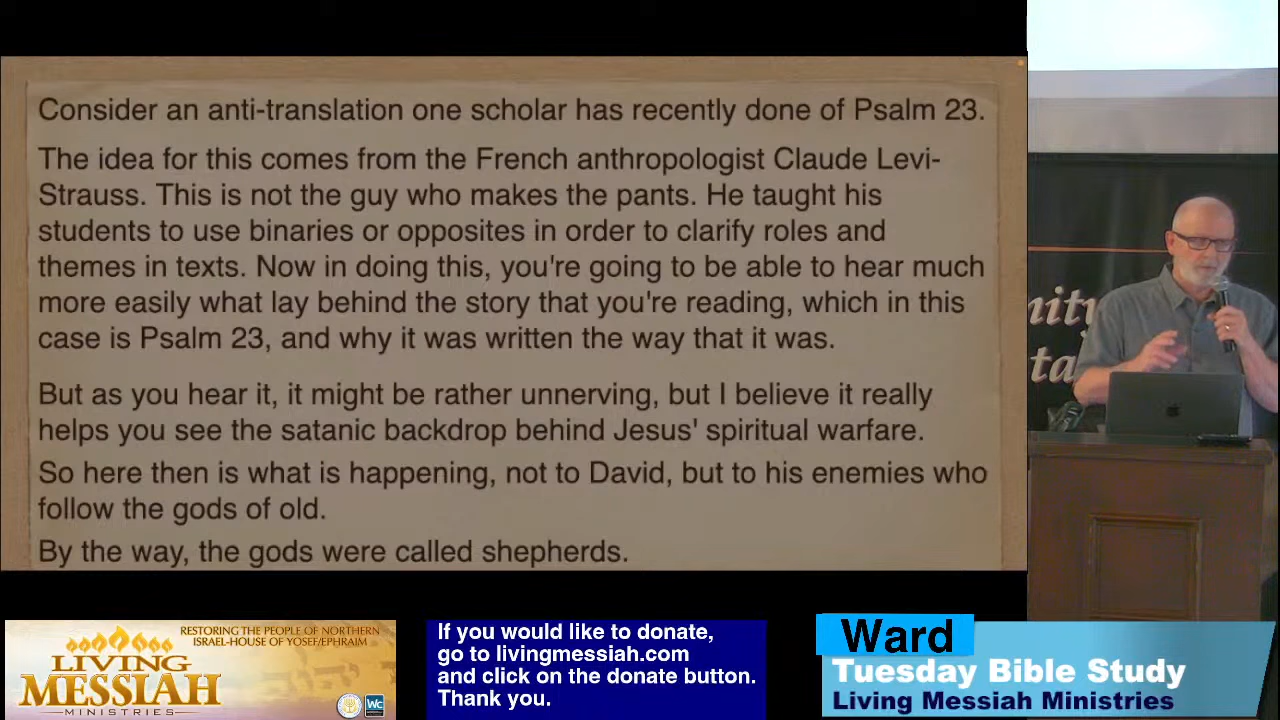 Consider an anti-translation one scholar has recently done of Psalm 23.
The idea for this comes from the French anthropologist Claude Levi-
Strauss. This is not the guy who makes the pants. He taught his
students to use binaries or opposites in order to clarify roles and
themes in texts. Now in doing this, you're going to be able to hear much
more easily what lay behind the story that you're reading, which in this
case is Psalm 23, and why it was written the way that it was.
But as you hear it, it might be rather unnerving, but I believe it really
helps you see the satanic backdrop behind Jesus' spiritual warfare.
So here then is what is happening, not to David, but to his enemies who
follow the gods of old.
By the way, the gods were called shepherds.
nity
ta
RESTORING THE PEOPLE OF NORTHERN
ISRAEL-HOUSE OF YOSEF/EPHRAIM
LIVING
MESSIAH
MINISTRIES
WC
If you would like to donate,
go to livingmessiah.com
and click on the donate button.
Thank you.
Ward
Tuesday Bible Study
Living Messiah Ministries